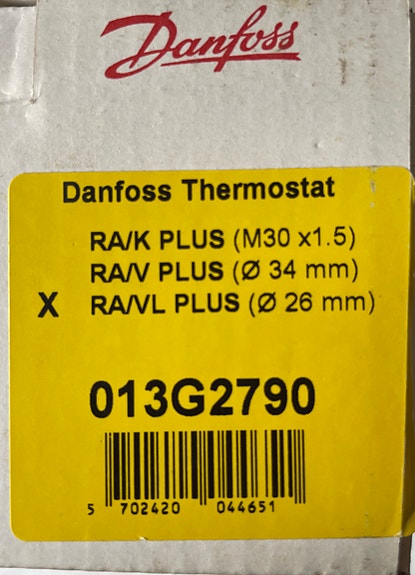 Danfoss
Danfoss Thermostat
RA/K PLUS (M30 x1.5)
RA/V PLUS (Ø 34 mm)
X RA/VL PLUS (Ø 26 mm)
013G2790
5 702420 044651